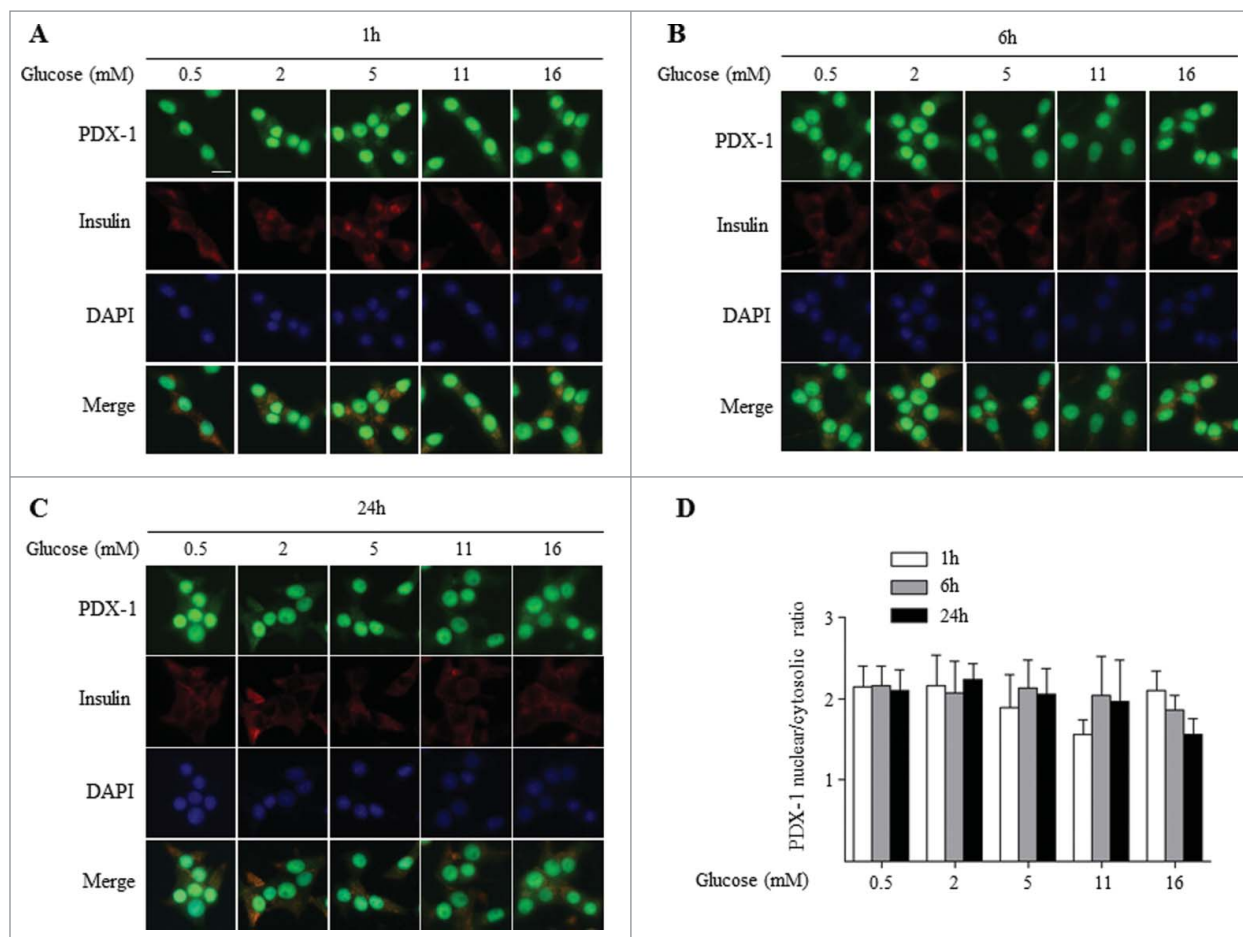 A
1h
Glucose (mM)
0.5 2 5 11 16
PDX-1
Insulin
DAPI
Merge
B
6h
Glucose (mM)
0.5 2 5 11 16
PDX-1
Insulin
DAPI
Merge
C
24h
Glucose (mM)
0.5 2 5 11 16
PDX-1
Insulin
DAPI
Merge
D
1h
6h
24h
PDX-1 nuclear/cytosolic ratio
3
2
1
Glucose (mM)
0.5 2 5 11 16